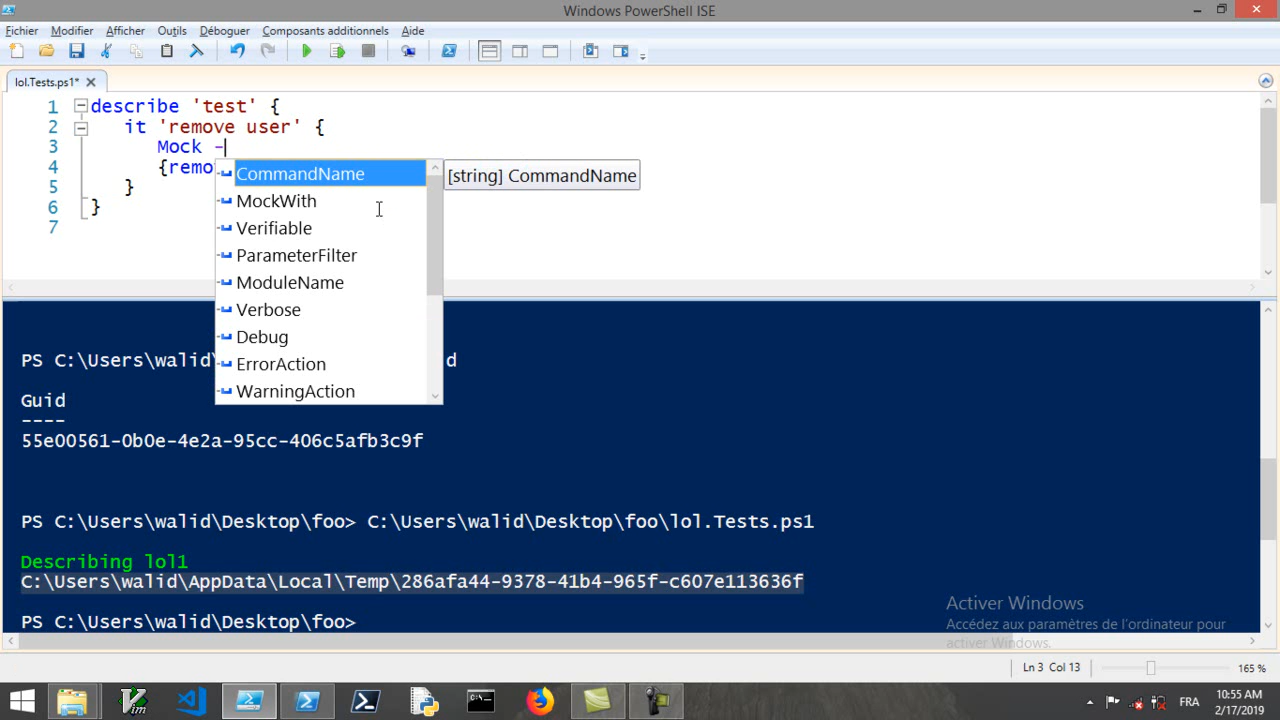 Windows PowerShell ISE
Fichier Modifier Afficher Outils Déboguer Composants additionnels Aide
lol.Tests.ps1*
1 describe 'test' {
2 it 'remove user' {
3 Mock -
4 {remo
5 }
6 }
7
CommandName
[string] CommandName
MockWith
Verifiable
ParameterFilter
ModuleName
Verbose
Debug
ErrorAction
WarningAction
PS C:\Users\walid\ d
Guid
----
55e00561-0b0e-4e2a-95cc-406c5afb3c9f
PS C:\Users\walid\Desktop\foo> C:\Users\walid\Desktop\foo\lol.Tests.ps1
Describing lol1
C:\Users\walid\AppData\Local\Temp\286afa44-9378-41b4-965f-c607e113636f
PS C:\Users\walid\Desktop\foo>
Activer Windows
Accédez aux paramètres de l'ordinateur pour
activer Windows.
Ln 3 Col 13
165 %
FRA
10:55 AM
2/17/2019